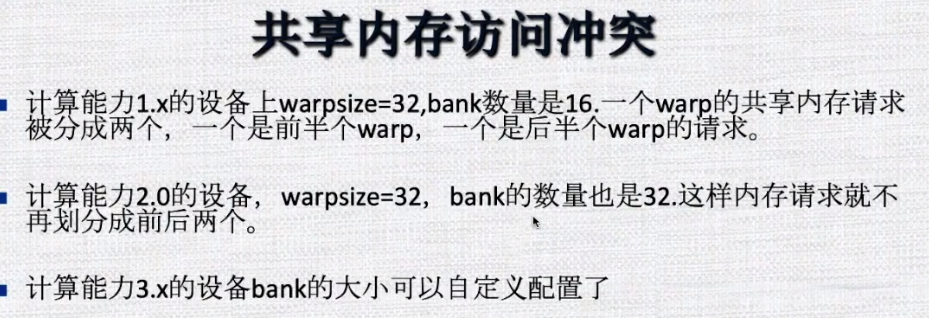 共享内存访问冲突
计算能力1.x的设备上warpsize=32,bank数量是16.一个warp的共享内存请求
被分成两个，一个是前半个warp，一个是后半个warp的请求。
计算能力2.0的设备，warpsize=32，bank的数量也是32.这样内存请求就不
再划分成前后两个。
计算能力3.x的设备bank的大小可以自定义配置了